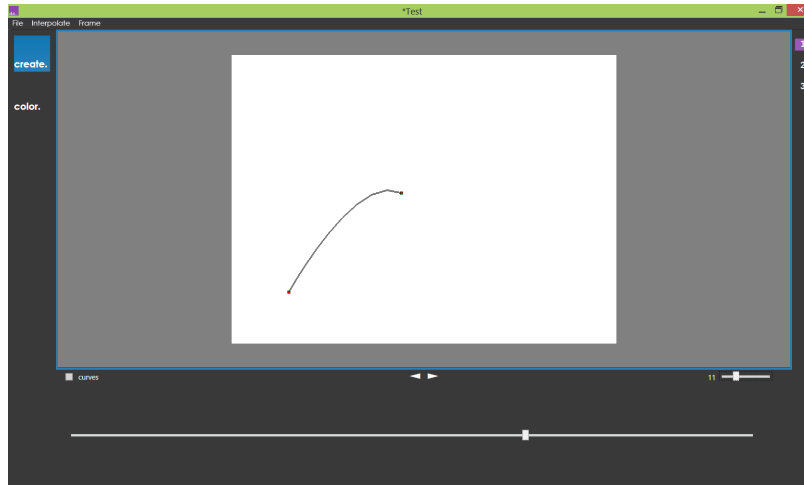 *Test
File Interpolate Frame
create.
color.
1
2
3
curves
11